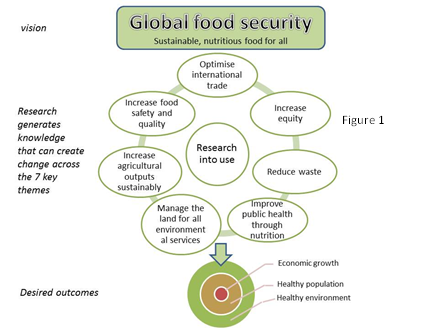 vision
Global food security
Sustainable, nutritious food for all
Optimise
international
trade
Increase food
safety and
quality
Increase
equity
Figure 1
Research
generates
knowledge
that can create
change across
the 7 key
themes
Research
into use
Increase
agricultural
outputs
sustainably
Reduce waste
Manage the
land for all
environment
al services
Improve
public health
through
nutrition
Economic growth
Healthy population
Healthy environment
Desired outcomes